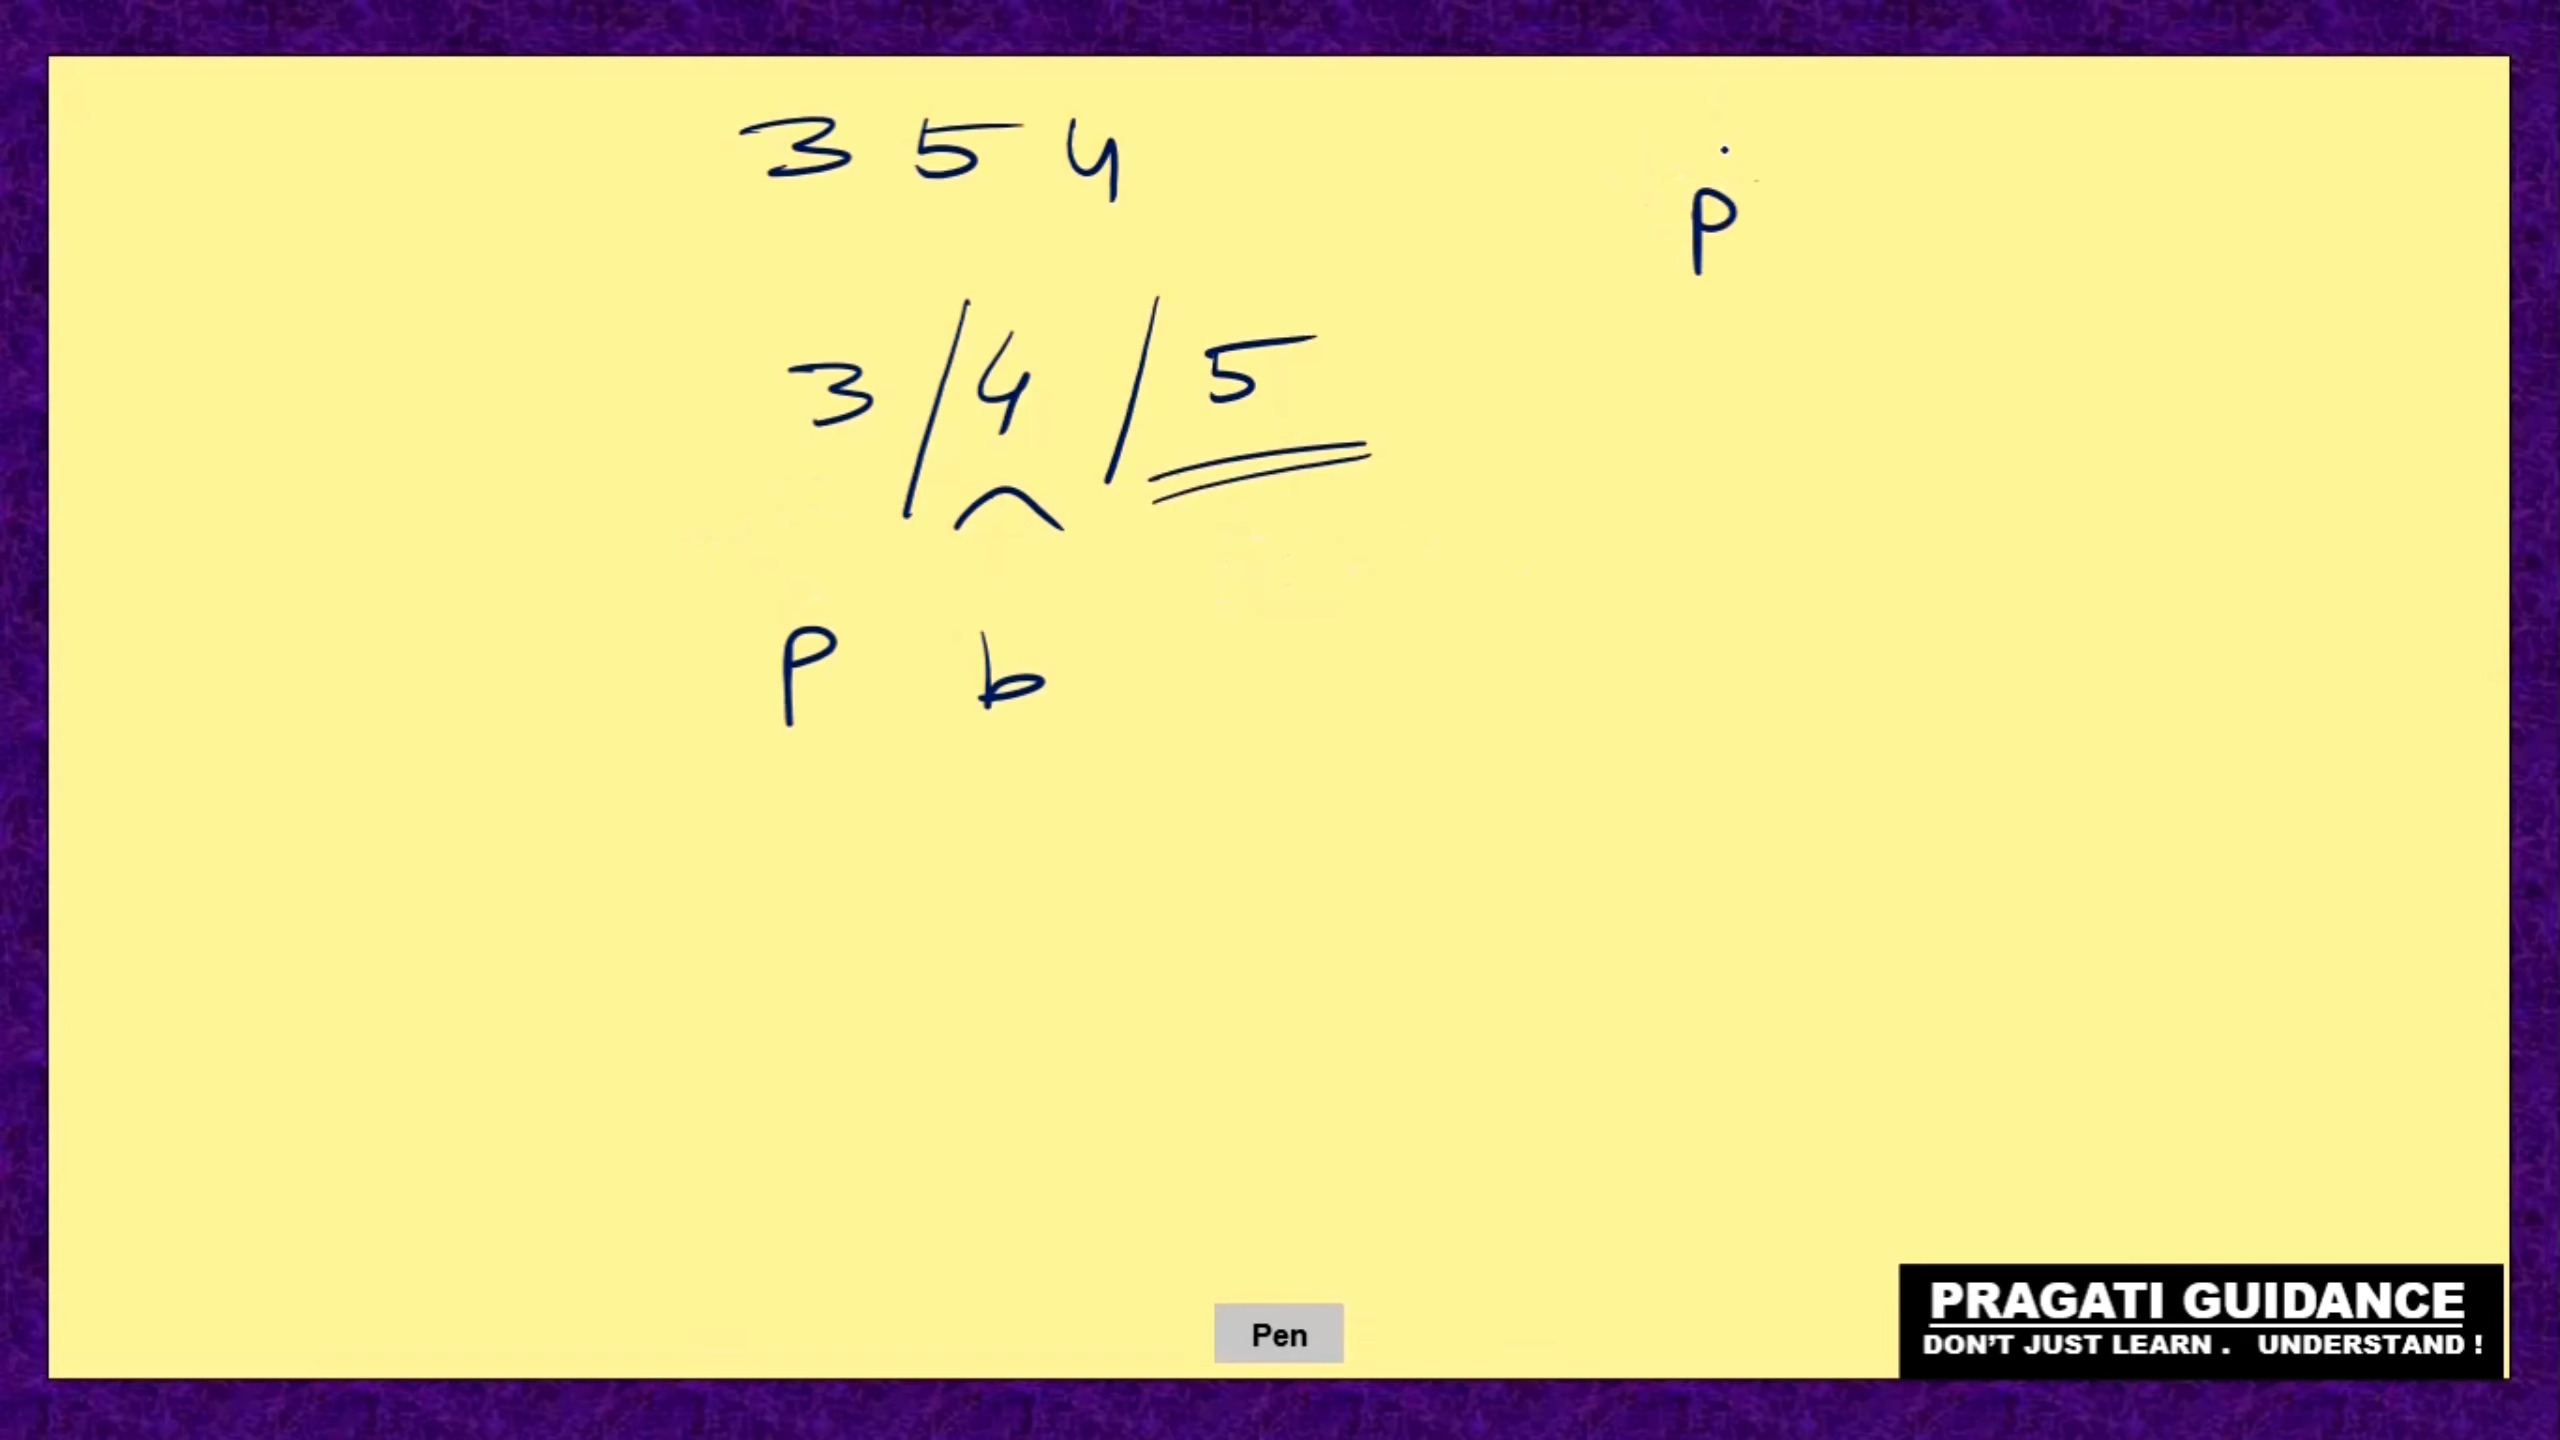 3 5 4
p
3 / 4 / 5
p b
Pen
PRAGATI GUIDANCE
DON'T JUST LEARN . UNDERSTAND !